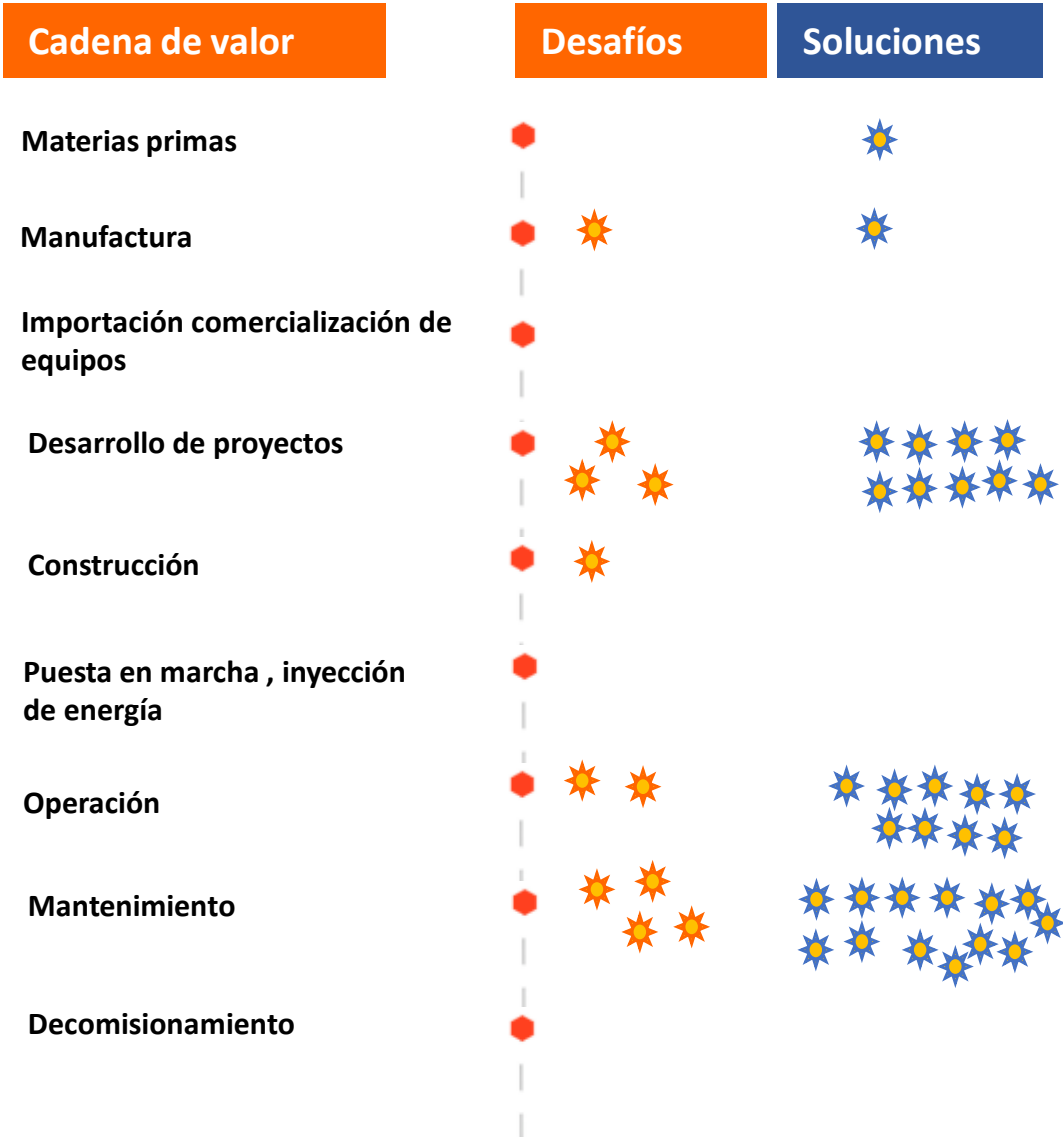 Cadena de valor
Desafíos
Soluciones
Materias primas
Manufactura
Importación comercialización de
equipos
Desarrollo de proyectos
Construcción
Puesta en marcha , inyección
de energía
Operación
Mantenimiento
Decomisionamiento